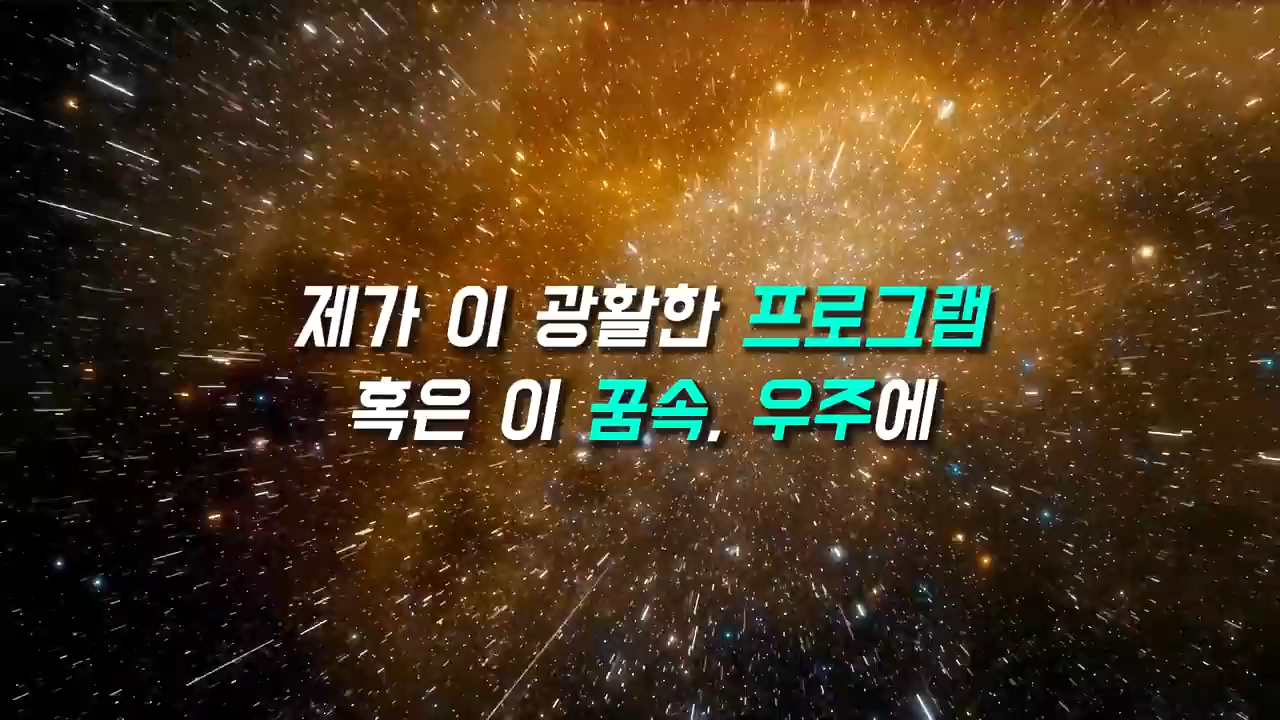 제가 이 광활한 프로그램
혹은 이 꿈속, 우주에